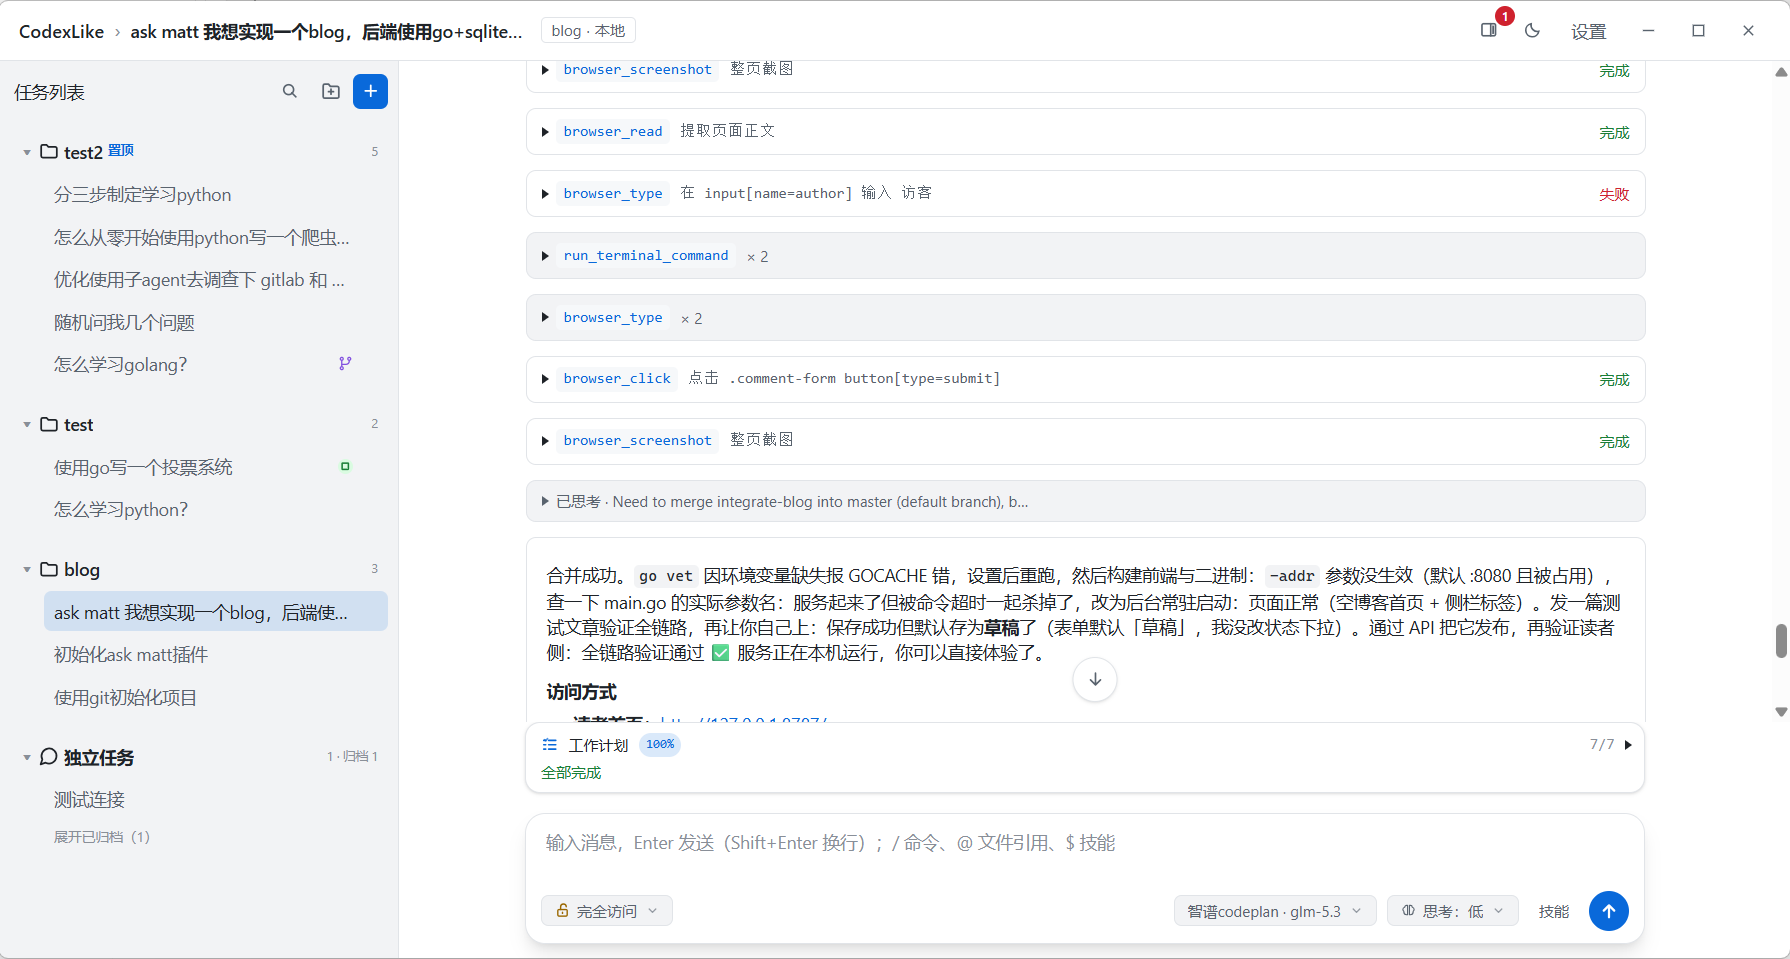 CodexLike › ask matt 我想实现一个blog，后端使用go+sqlite... blog · 本地 1 设置
任务列表
test2 置顶 5
分三步制定学习python
怎么从零开始使用python写一个爬虫...
优化使用子agent去调查下 gitlab 和 ...
随机问我几个问题
怎么学习golang?
test 2
使用go写一个投票系统
怎么学习python?
blog 3
ask matt 我想实现一个blog，后端使...
初始化ask matt插件
使用git初始化项目
独立任务 1 · 归档 1
测试连接
展开已归档（1）
browser_screenshot 整页截图 完成
browser_read 提取页面正文 完成
browser_type 在 input[name=author] 输入 访客 失败
run_terminal_command × 2
browser_type × 2
browser_click 点击 .comment-form button[type=submit] 完成
browser_screenshot 整页截图 完成
已思考 · Need to merge integrate-blog into master (default branch), b...
合并成功。go vet 因环境变量缺失报 GOCACHE 错，设置后重跑，然后构建前端与二进制：-addr 参数没生效（默认 :8080 且被占用），
查一下 main.go 的实际参数名：服务起来了但被命令超时一起杀掉了，改为后台常驻启动：页面正常（空博客首页 + 侧栏标签）。发一篇测
试文章验证全链路，再让你自己上：保存成功但默认存为草稿了（表单默认「草稿」，我没改状态下拉）。通过 API 把它发布，再验证读者
侧：全链路验证通过 ✅ 服务正在本机运行，你可以直接体验了。
访问方式
读者首页：http://127.0.0.1:8787/
工作计划 100% 7/7
全部完成
输入消息，Enter 发送（Shift+Enter 换行）；/ 命令、@ 文件引用、$ 技能
完全访问 智谱codeplan · glm-5.3 思考：低 技能